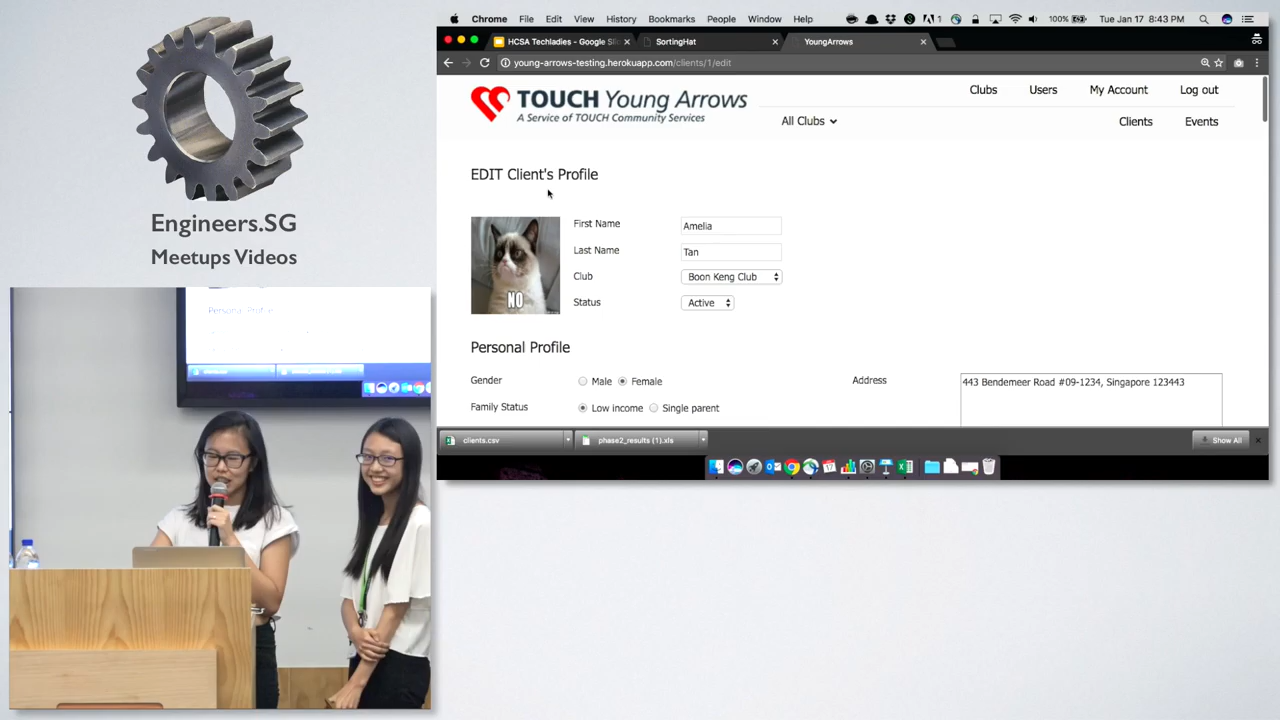 Engineers.SG
Meetups Videos
Personal Profile
Chrome File Edit View History Bookmarks People Window Help
100% Tue Jan 17 8:43 PM
HCSA Techladies - Google Sli
SortingHat
YoungArrows
young-arrows-testing.herokuapp.com/clients/1/edit
TOUCH Young Arrows
A Service of TOUCH Community Services
Clubs Users My Account Log out
All Clubs
Clients Events
EDIT Client's Profile
NO
First Name Amelia
Last Name Tan
Club Boon Keng Club
Status Active
Personal Profile
Gender Male Female
Address 443 Bendemeer Road #09-1234, Singapore 123443
Family Status Low income Single parent
clients.csv
phase2_results (1).xls
Show All